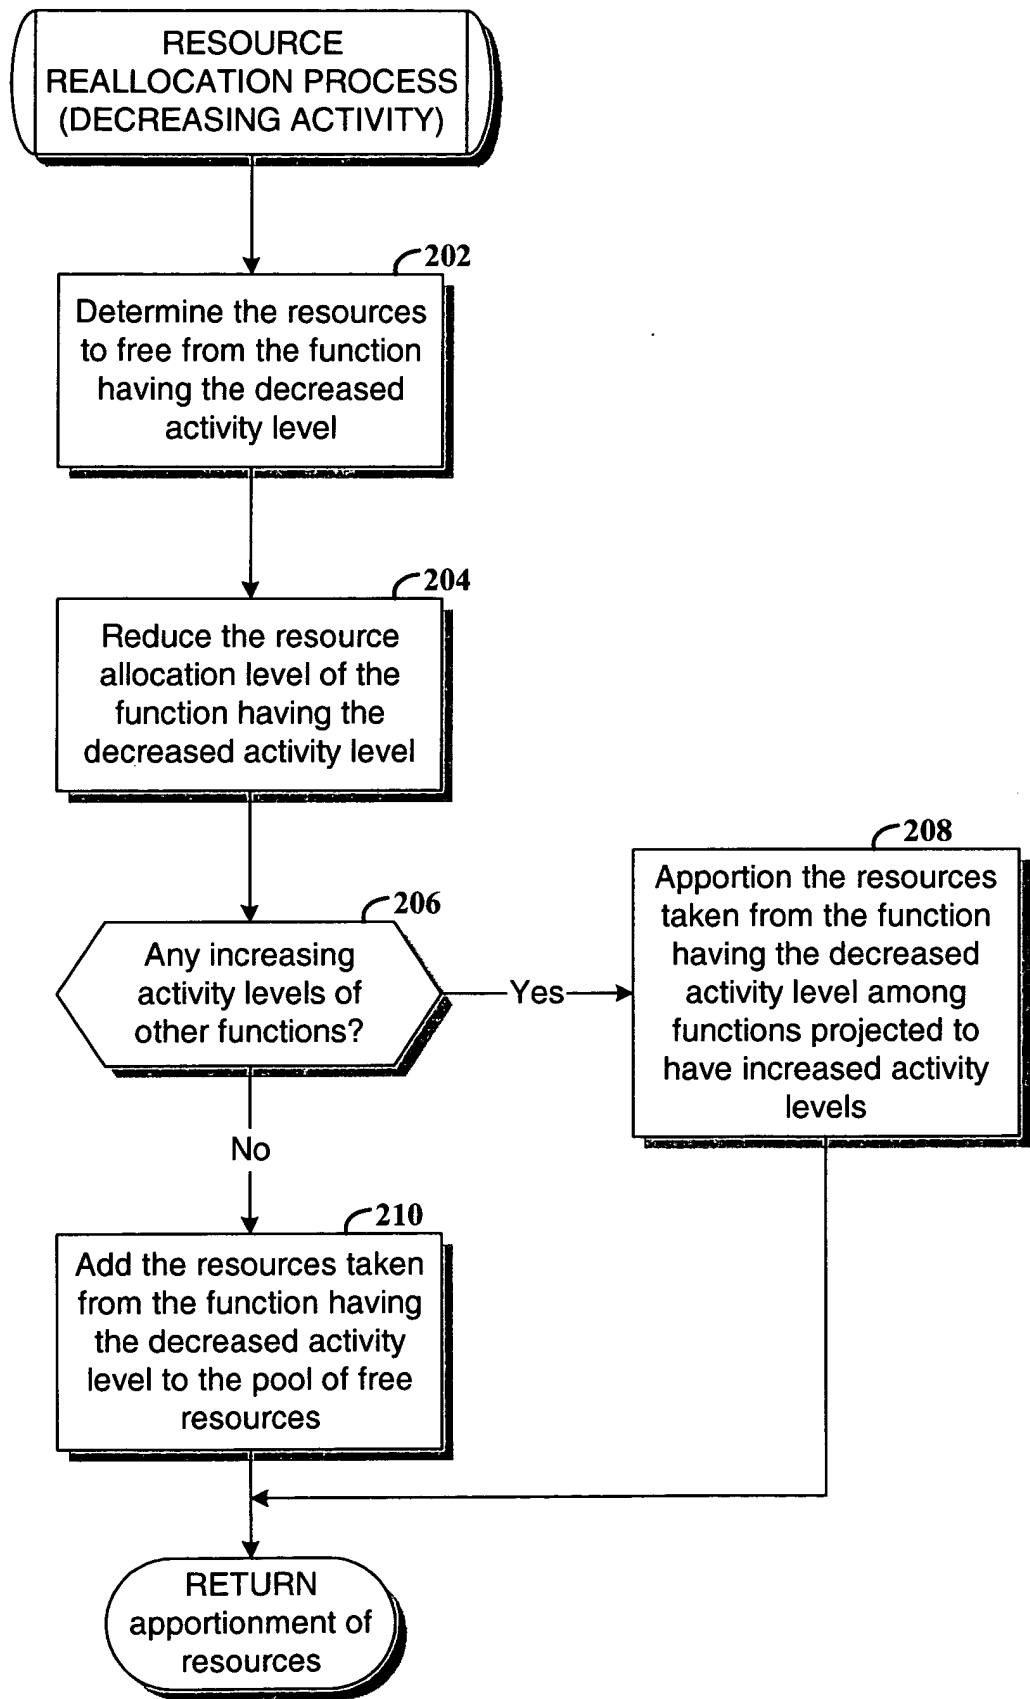 RESOURCE
REALLOCATION PROCESS
(DECREASING ACTIVITY)
202
Determine the resources
to free from the function
having the decreased
activity level
204
Reduce the resource
allocation level of the
function having the
decreased activity level
206
Any increasing
activity levels of
other functions?
Yes
208
Apportion the resources
taken from the function
having the decreased
activity level among
functions projected to
have increased activity
levels
No
210
Add the resources taken
from the function having
the decreased activity
level to the pool of free
resources
RETURN
apportionment of
resources